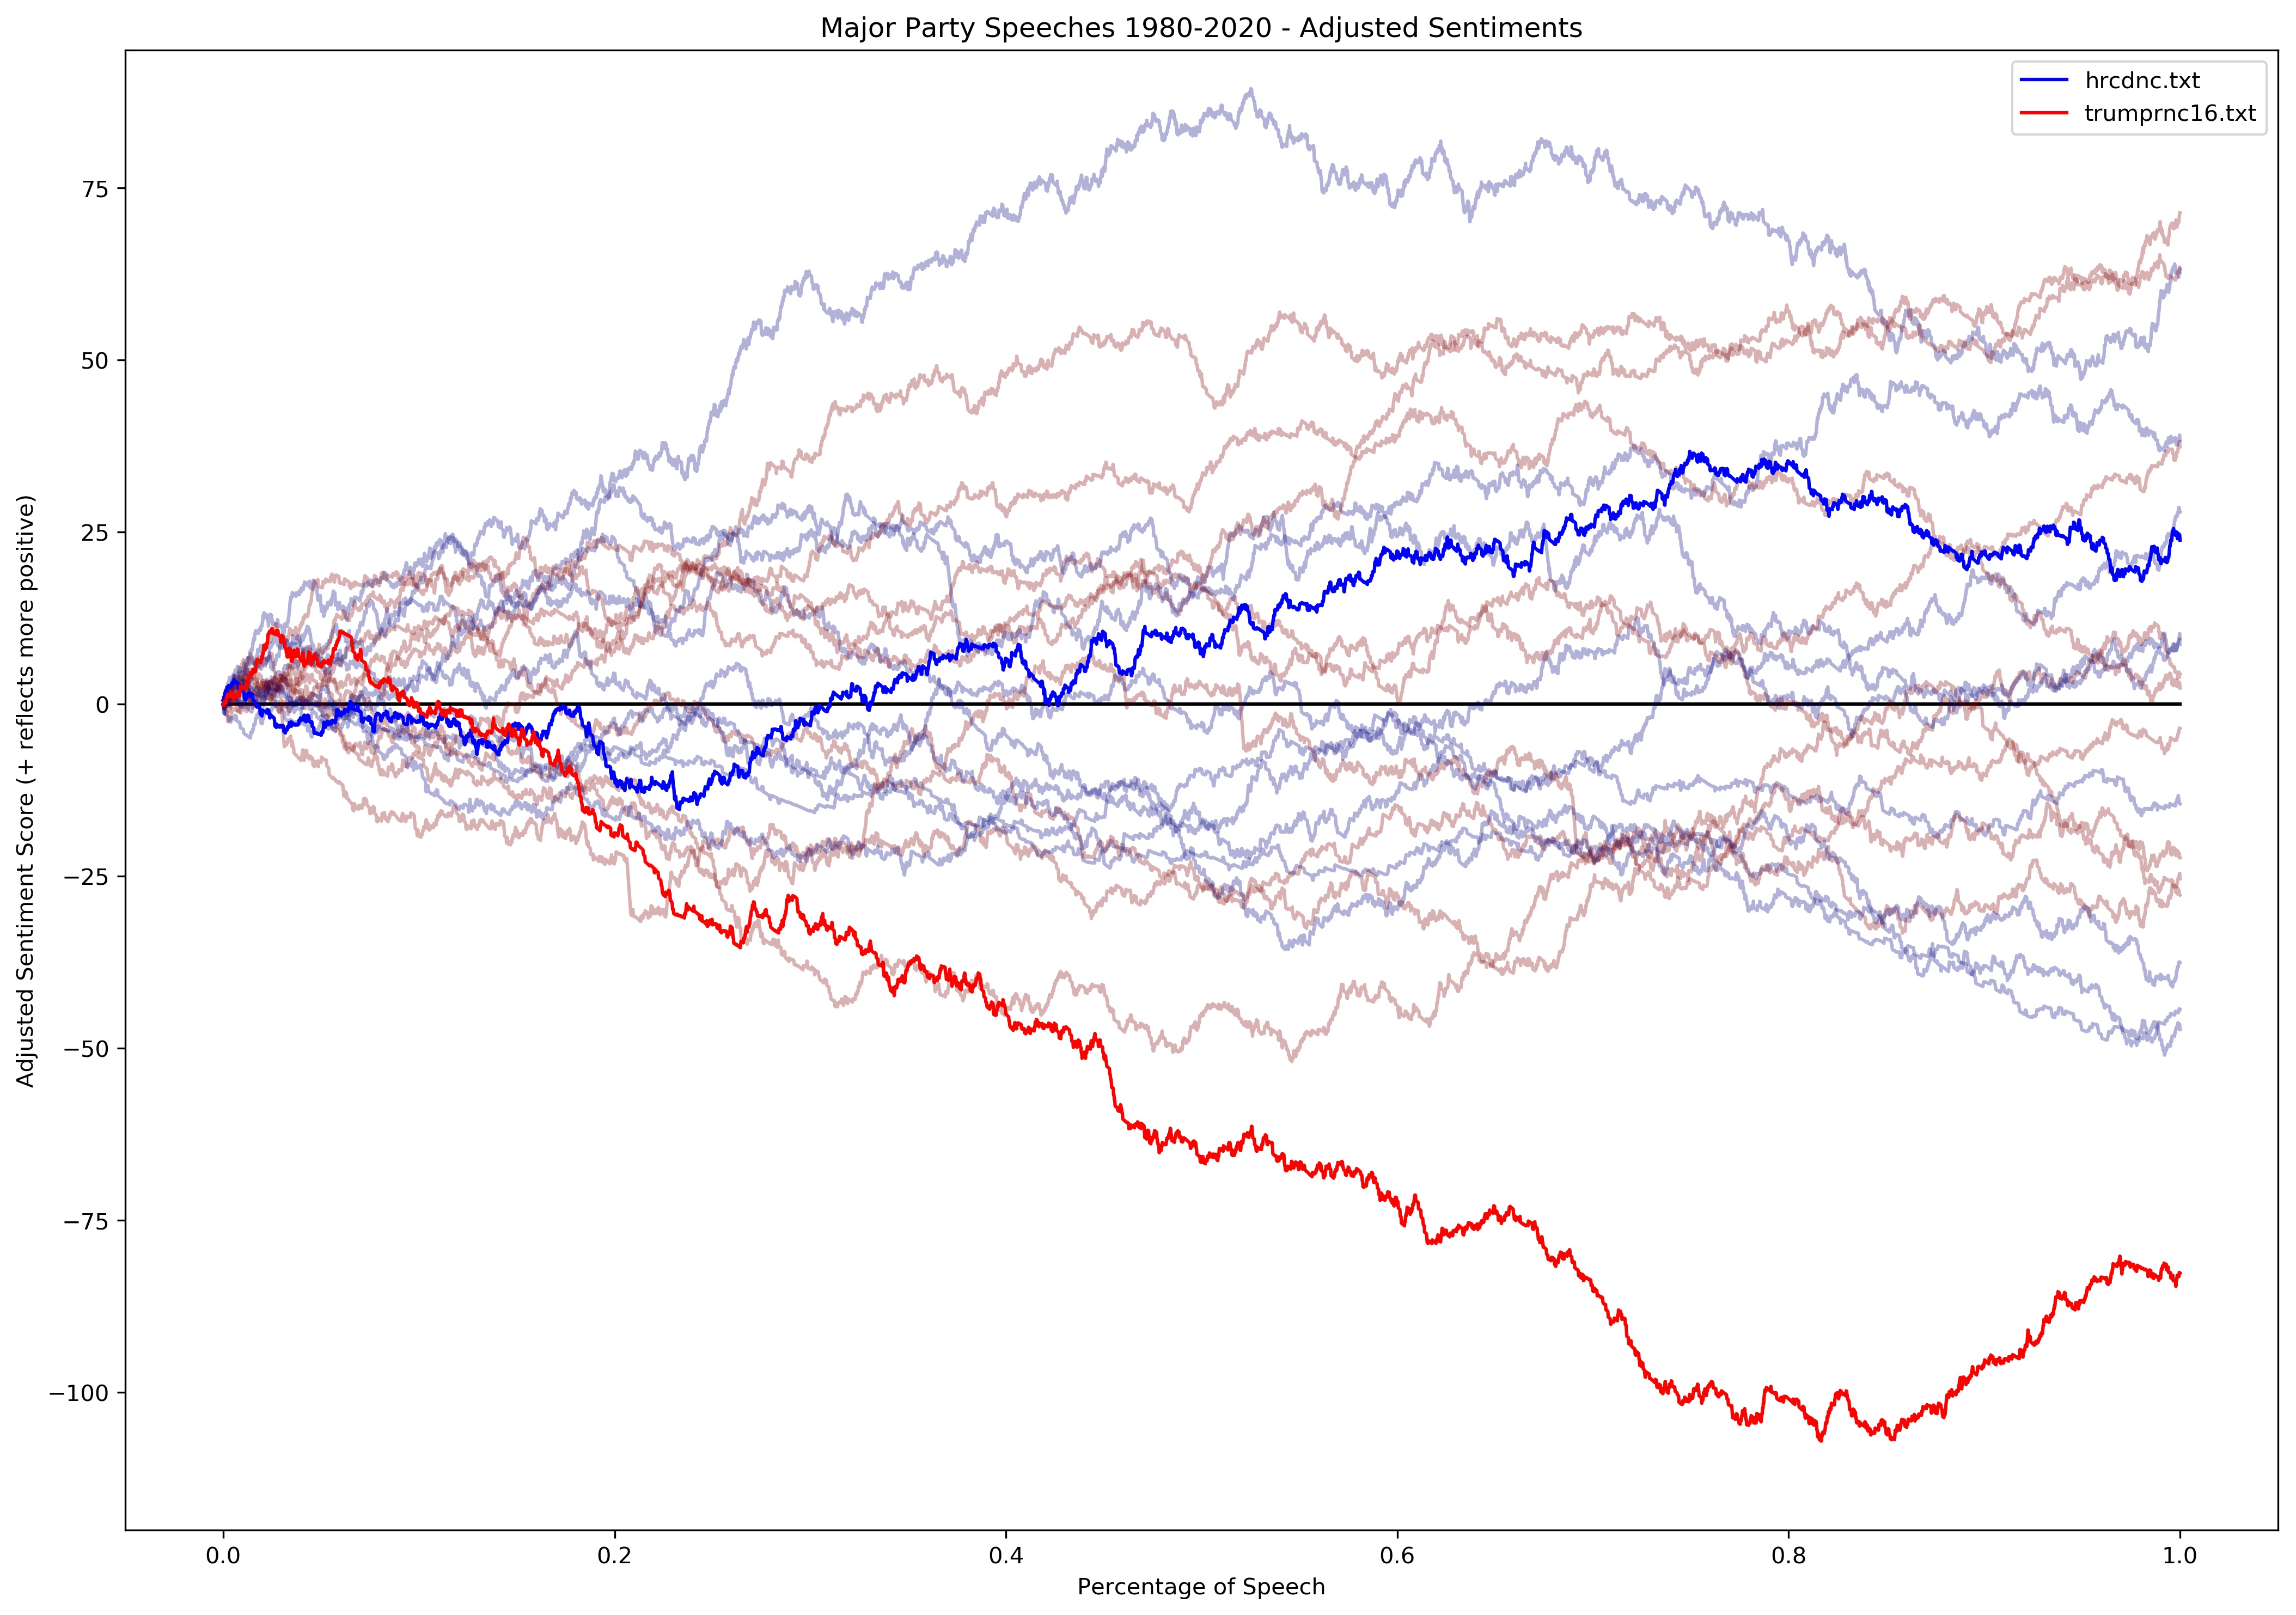 Major Party Speeches 1980-2020 - Adjusted Sentiments
hrcdnc.txt
trumprnc16.txt
Adjusted Sentiment Score (+ reflects more positive)
75
50
25
0
−25
−50
−75
−100
0.0
0.2
0.4
0.6
0.8
1.0
Percentage of Speech